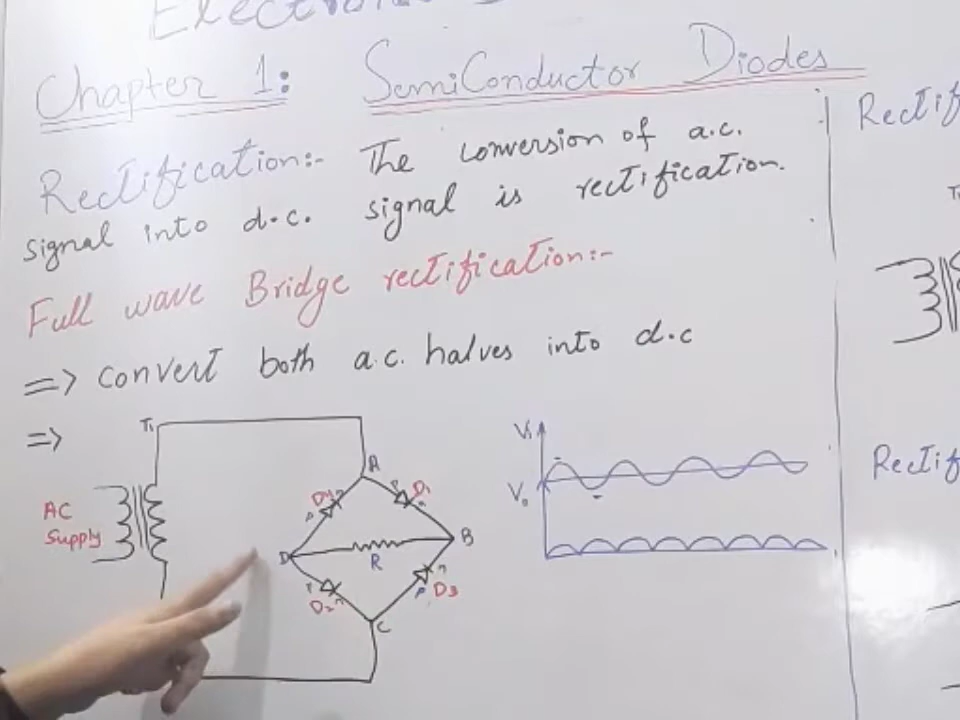 Chapter 1: SemiConductor Diodes
Rectification:- The conversion of a.c.
signal into d.c. signal is rectification.
Full wave Bridge rectification:-
=> convert both a.c. halves into d.c
=>
T1
AC
Supply
A
D4 n
P
P
D1
n
D
R
B
P
n
D2
n
P
D3
C
Vi
Vo
Rectif
Rectif